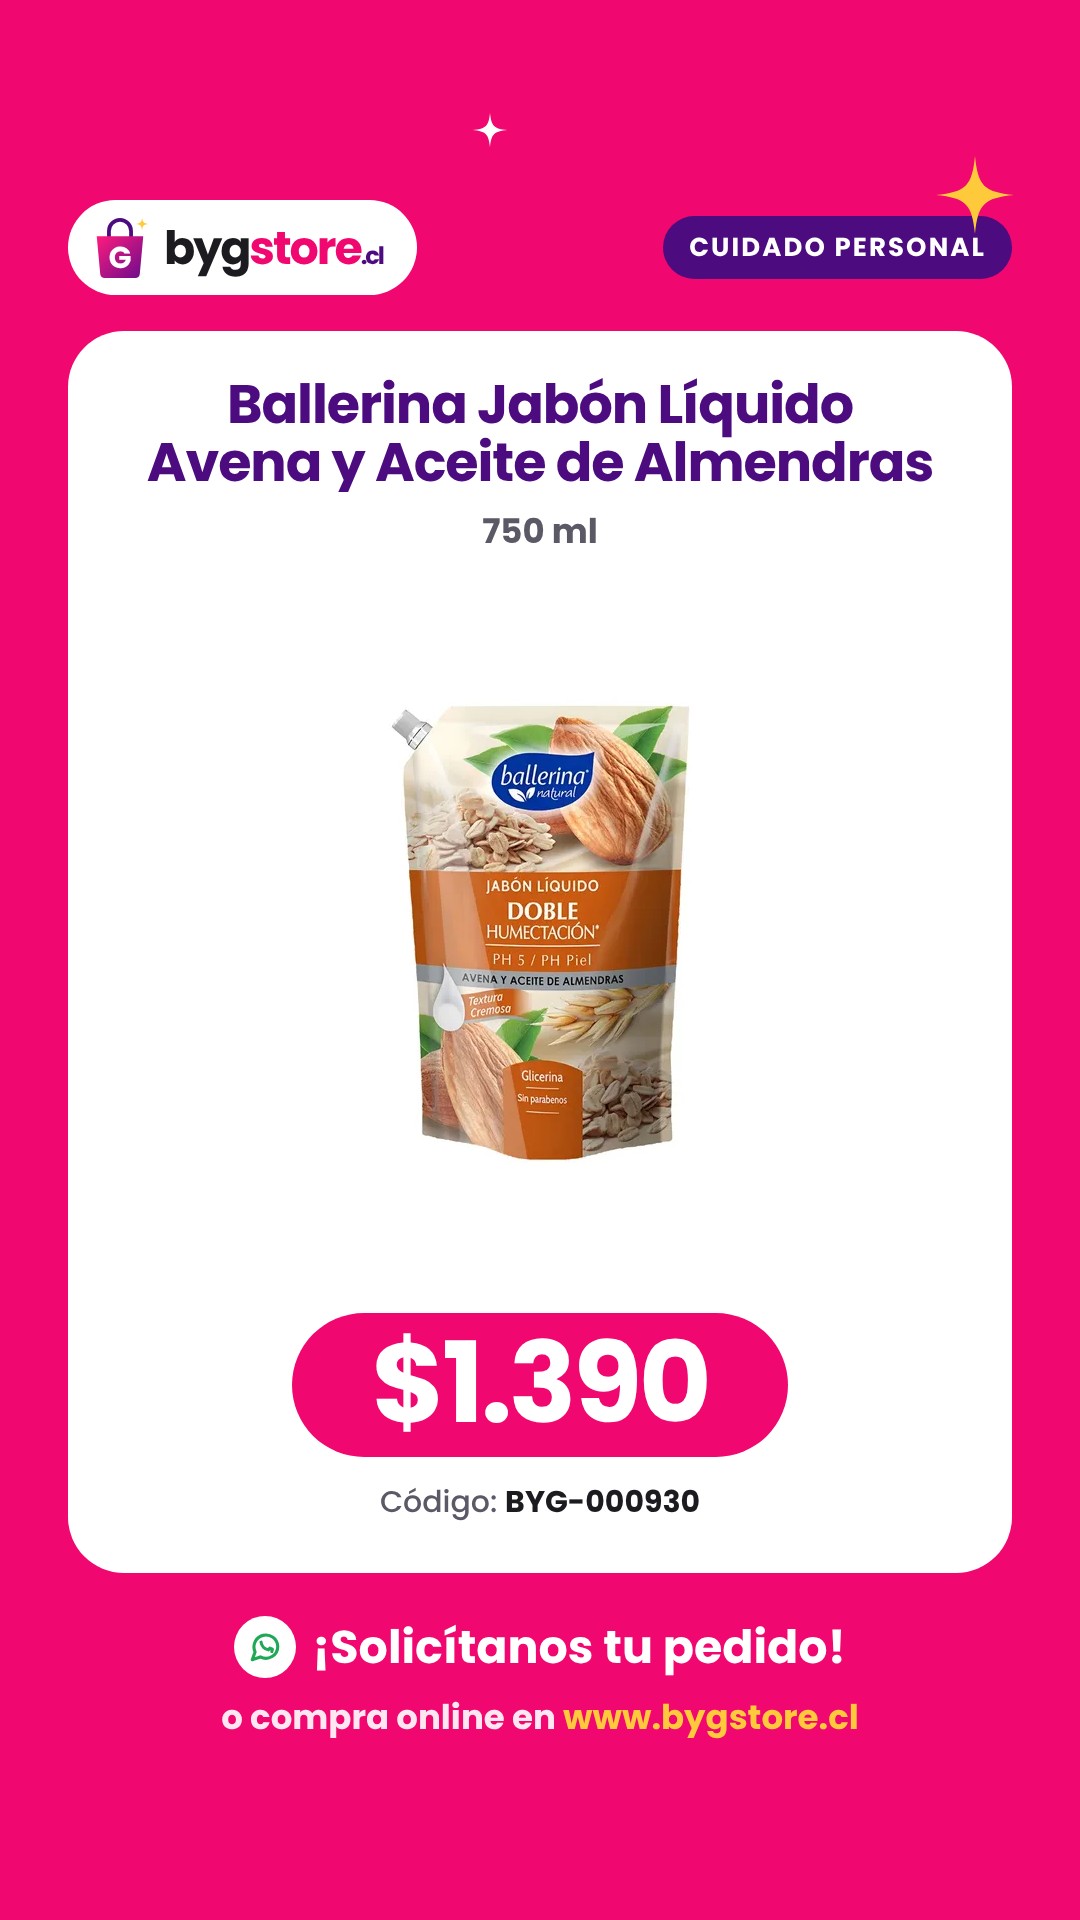 bygstore.cl
CUIDADO PERSONAL
Ballerina Jabón Líquido
Avena y Aceite de Almendras
750 ml
ballerina
natural
JABÓN LÍQUIDO
DOBLE
HUMECTACIÓN*
PH 5 / PH Piel
AVENA Y ACEITE DE ALMENDRAS
Textura
Cremosa
Glicerina
Sin parabenos
$1.390
Código: BYG-000930
¡Solicítanos tu pedido!
o compra online en www.bygstore.cl